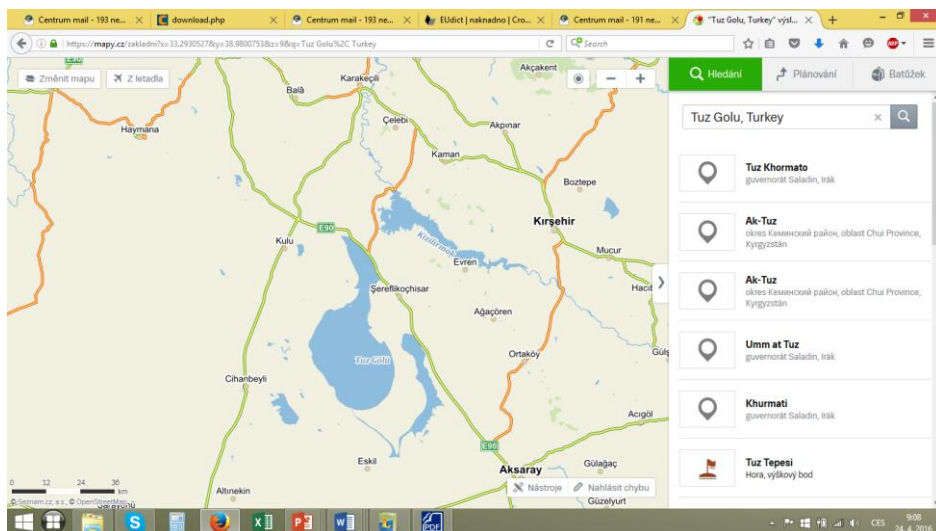 Centrum mail - 193 ne...
download.php
Centrum mail - 193 ne...
EUdict | naknadno | Cro...
Centrum mail - 191 ne...
"Tuz Golu, Turkey" výsl...
https://mapy.cz/zakladni?x=33.2930527&y=38.9800753&z=9&q=Tuz Golu%2C Turkey
Search
ABP
Změnit mapu
Z letadla
Hledání
Plánování
Batůžek
Tuz Golu, Turkey
Tuz Khormato
guvernorát Saladin, Irák
Ak-Tuz
okres Кеминский район, oblast Chui Province,
Kyrgyzstán
Ak-Tuz
okres Кеминский район, oblast Chui Province,
Kyrgyzstán
Umm at Tuz
guvernorát Saladin, Irák
Khurmati
guvernorát Saladin, Irák
Tuz Tepesi
Hora, výškový bod
Akçakent
Karakeçili
Balâ
Çelebi
Haymana
Akpınar
Kaman
Boztepe
Kırşehir
E90
Kızılırmak
Kulu
Evren
Mucur
Şereflikoçhisar
Hacıt
Ağaçören
Tuz Gölü
Ortaköy
Gülş
Cihanbeyli
Acıgöl
E90
Eskil
Aksaray
Gülağaç
Altınekin
Güzelyurt
0 12 24 36
km
© Seznam.cz, a.s., © OpenStreetMap
Nástroje
Nahlásit chybu
PDF
CES
9:08
24. 4. 2016